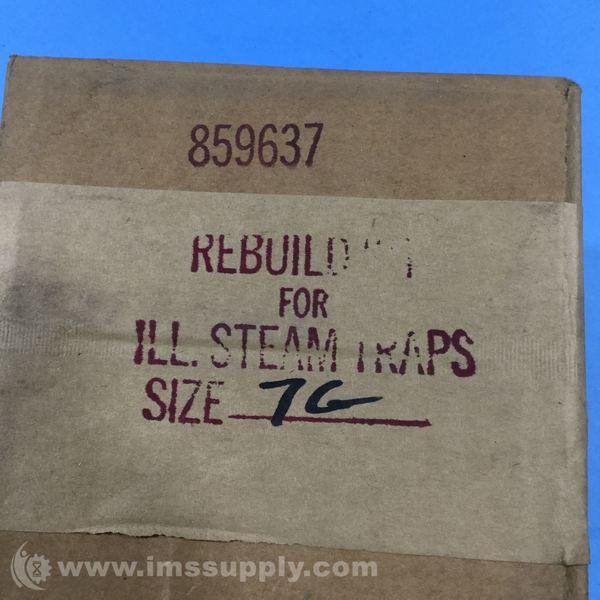 859637
REBUILD
FOR
ILL. STEAM TRAPS
SIZE 7G
www.imssupply.com